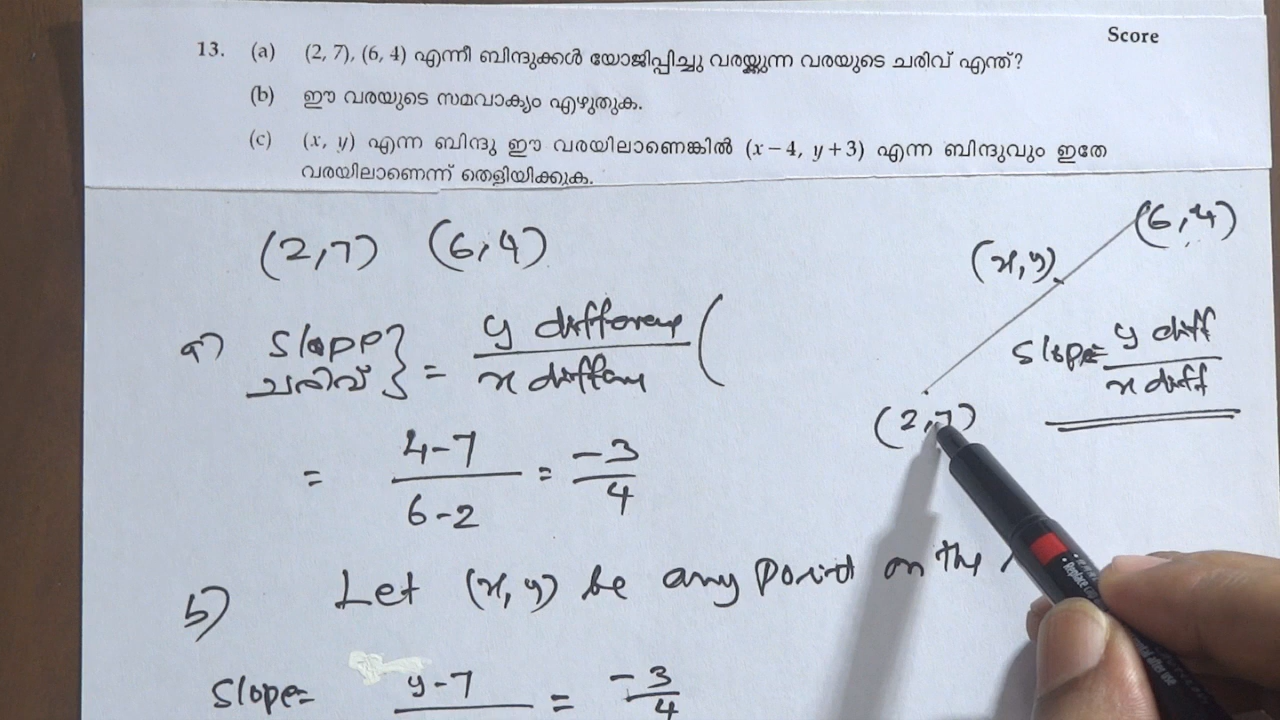 Score
13. (a) (2, 7), (6, 4) എന്നീ ബിന്ദുക്കൾ യോജിപ്പിച്ചു വരയ്ക്കുന്ന വരയുടെ ചരിവ് എന്ത്?
(b) ഈ വരയുടെ സമവാക്യം എഴുതുക.
(c) (x, y) എന്ന ബിന്ദു ഈ വരയിലാണെങ്കിൽ (x − 4, y + 3) എന്ന ബിന്ദുവും ഇതേ
വരയിലാണെന്ന് തെളിയിക്കുക.
(2,7) (6,4)
a) Slope
ചരിവ് } =
y
x
(
= 4-7
6-2
= -3
4
(6,4)
(x,y)
(2,7)
Slope = y diff
x diff
b) Let (x, y) be any point on the
Slope = y-7
= -3
4